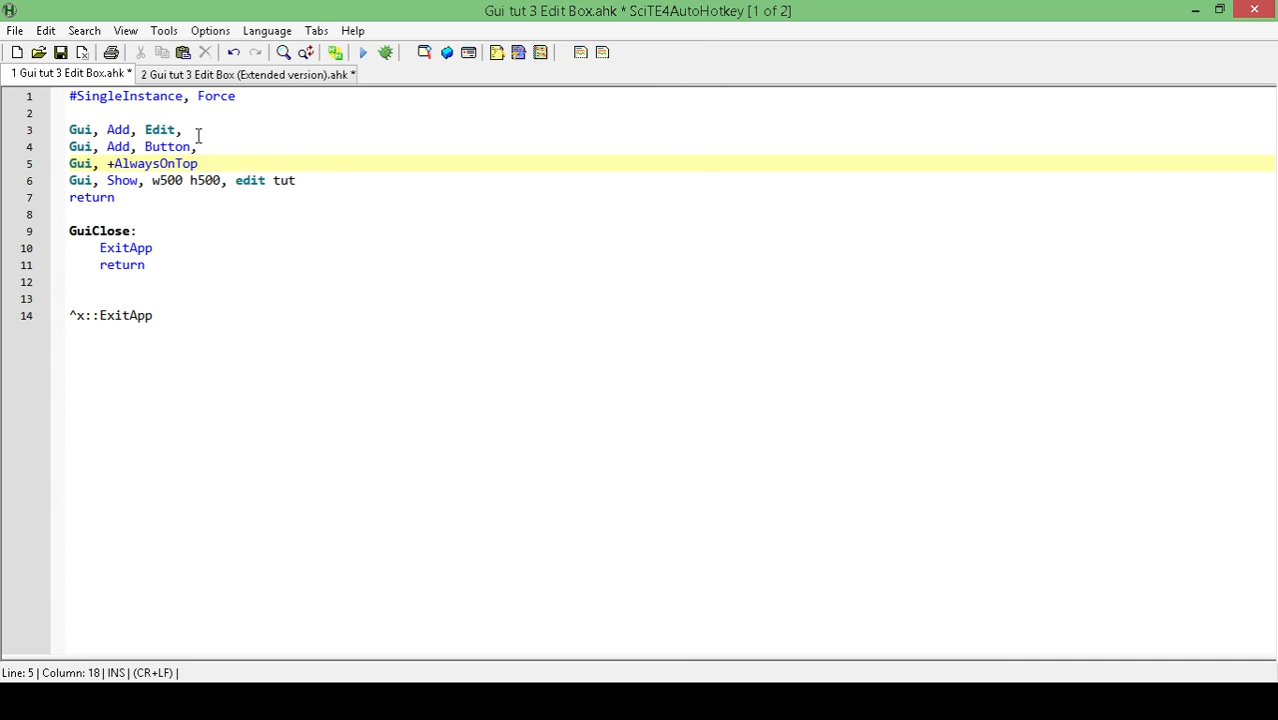 Gui tut 3 Edit Box.ahk * SciTE4AutoHotkey [1 of 2]
File Edit Search View Tools Options Language Tabs Help
1 Gui tut 3 Edit Box.ahk * 2 Gui tut 3 Edit Box (Extended version).ahk *
1 #SingleInstance, Force
2
3 Gui, Add, Edit,
4 Gui, Add, Button,
5 Gui, +AlwaysOnTop
6 Gui, Show, w500 h500, edit tut
7 return
8
9 GuiClose:
10 ExitApp
11 return
12
13
14 ^x::ExitApp
Line: 5 | Column: 18 | INS | (CR+LF) |